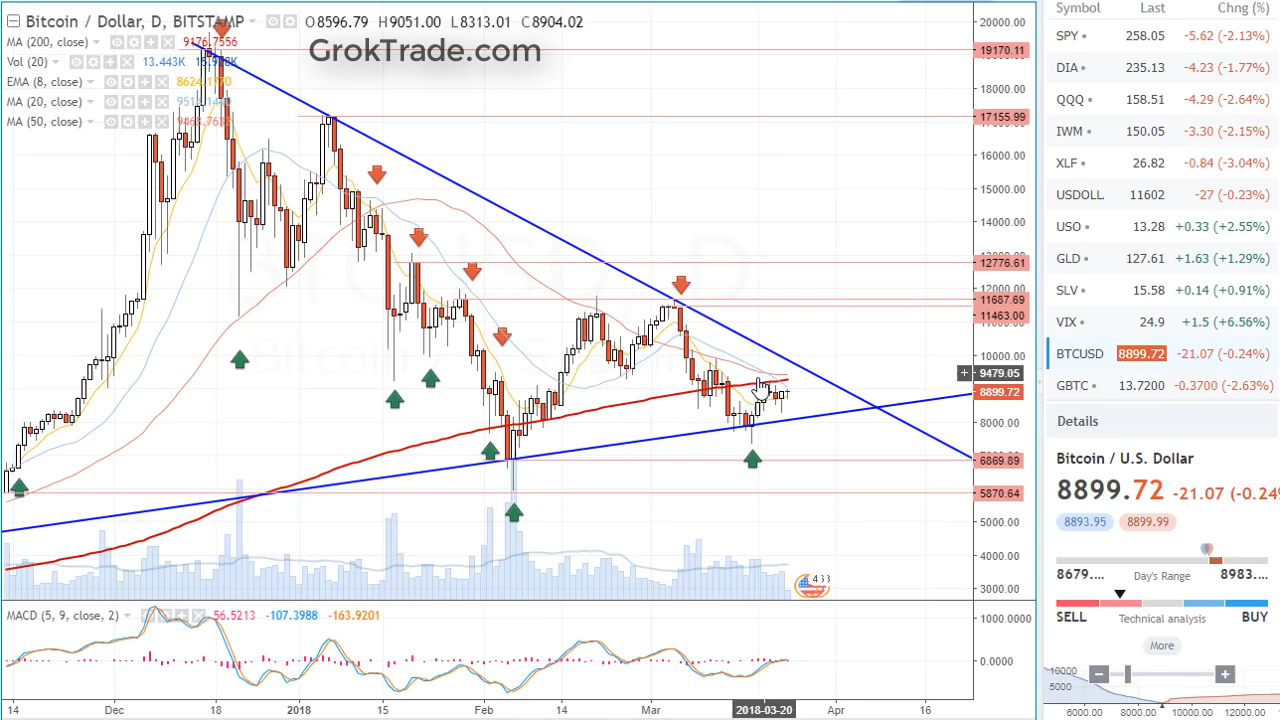 Bitcoin / Dollar, D, BITSTAMP O8596.79 H9051.00 L8313.01 C8904.02
MA (200, close) 9176.7556
Vol (20) 13.443K
EMA (8, close)
MA (20, close)
MA (50, close)
GrokTrade.com
20000.00
19170.11
18000.00
17155.99
16000.00
15000.00
14000.00
12776.61
12000.00
11687.69
11463.00
11000.00
10000.00
9479.05
8899.72
8000.00
6869.89
5870.64
5000.00
4000.00
3000.00
433
MACD (5, 9, close, 2) 56.5213 -107.3988 -163.9201
1000.0000
0.0000
14 Dec 18 2018 15 Feb 14 Mar 2018-03-20 Apr 16
Symbol Last Chng (%)
SPY 258.05 -5.62 (-2.13%)
DIA 235.13 -4.23 (-1.77%)
QQQ 158.51 -4.29 (-2.64%)
IWM 150.05 -3.30 (-2.15%)
XLF 26.82 -0.84 (-3.04%)
USDOLL 11602 -27 (-0.23%)
USO 13.28 +0.33 (+2.55%)
GLD 127.61 +1.63 (+1.29%)
SLV 15.58 +0.14 (+0.91%)
VIX 24.9 +1.5 (+6.56%)
BTCUSD 8899.72 -21.07 (-0.24%)
GBTC 13.7200 -0.3700 (-2.63%)
Details
Bitcoin / U.S. Dollar
8899.72 -21.07 (-0.24%
8893.95 8899.99
8679.... Day's Range 8983....
SELL Technical analysis BUY
More
10000
5000
6000.00 8000.00 10000.00 12000.00